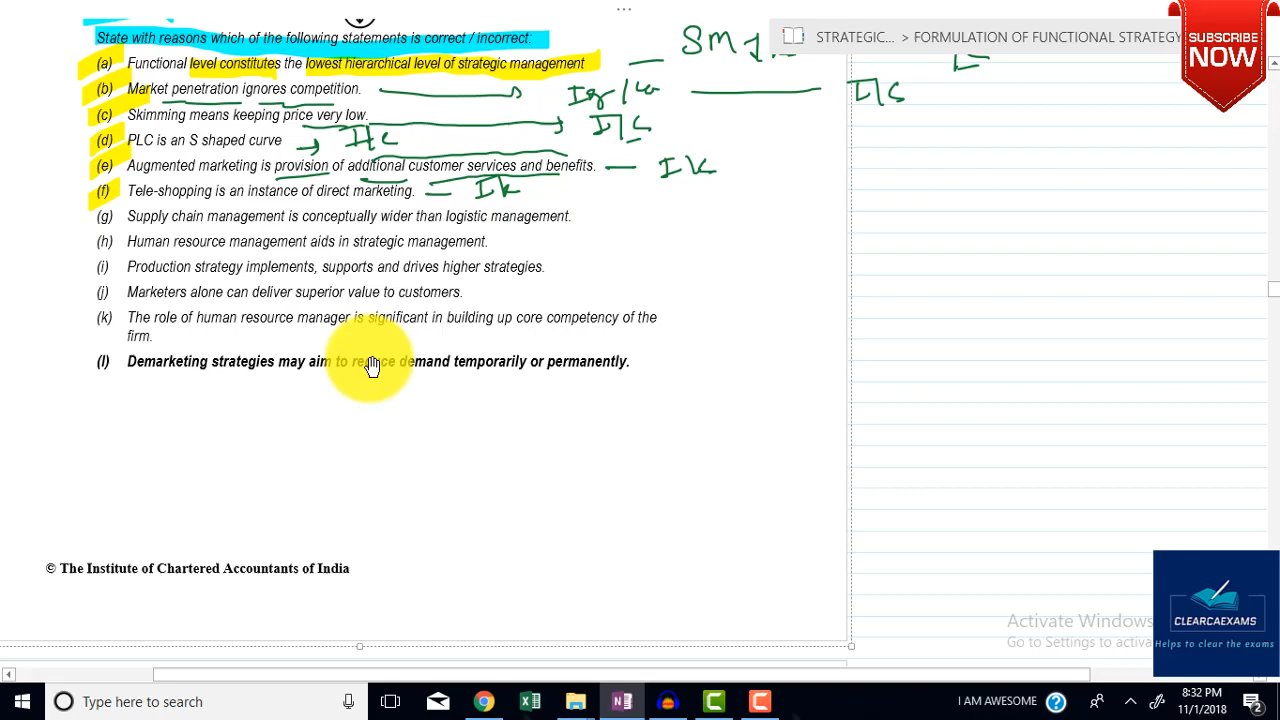 State with reasons which of the following statements is correct / incorrect:
SM
STRATEGIC... > FORMULATION OF FUNCTIONAL STRATEGY
SUBSCRIBE
NOW
(a) Functional level constitutes the lowest hierarchical level of strategic management
(b) Market penetration ignores competition.
(c) Skimming means keeping price very low.
(d) PLC is an S shaped curve
(e) Augmented marketing is provision of additional customer services and benefits.
(f) Tele-shopping is an instance of direct marketing.
(g) Supply chain management is conceptually wider than logistic management.
(h) Human resource management aids in strategic management.
(i) Production strategy implements, supports and drives higher strategies.
(j) Marketers alone can deliver superior value to customers.
(k) The role of human resource manager is significant in building up core competency of the
firm.
(l) Demarketing strategies may aim to reduce demand temporarily or permanently.
© The Institute of Chartered Accountants of India
Activate Windows
Go to Settings to activa
CLEARCAEXAMS
Helps to clear the exams
Type here to search
I AM AWESOME
8:32 PM
11/1/2018
2